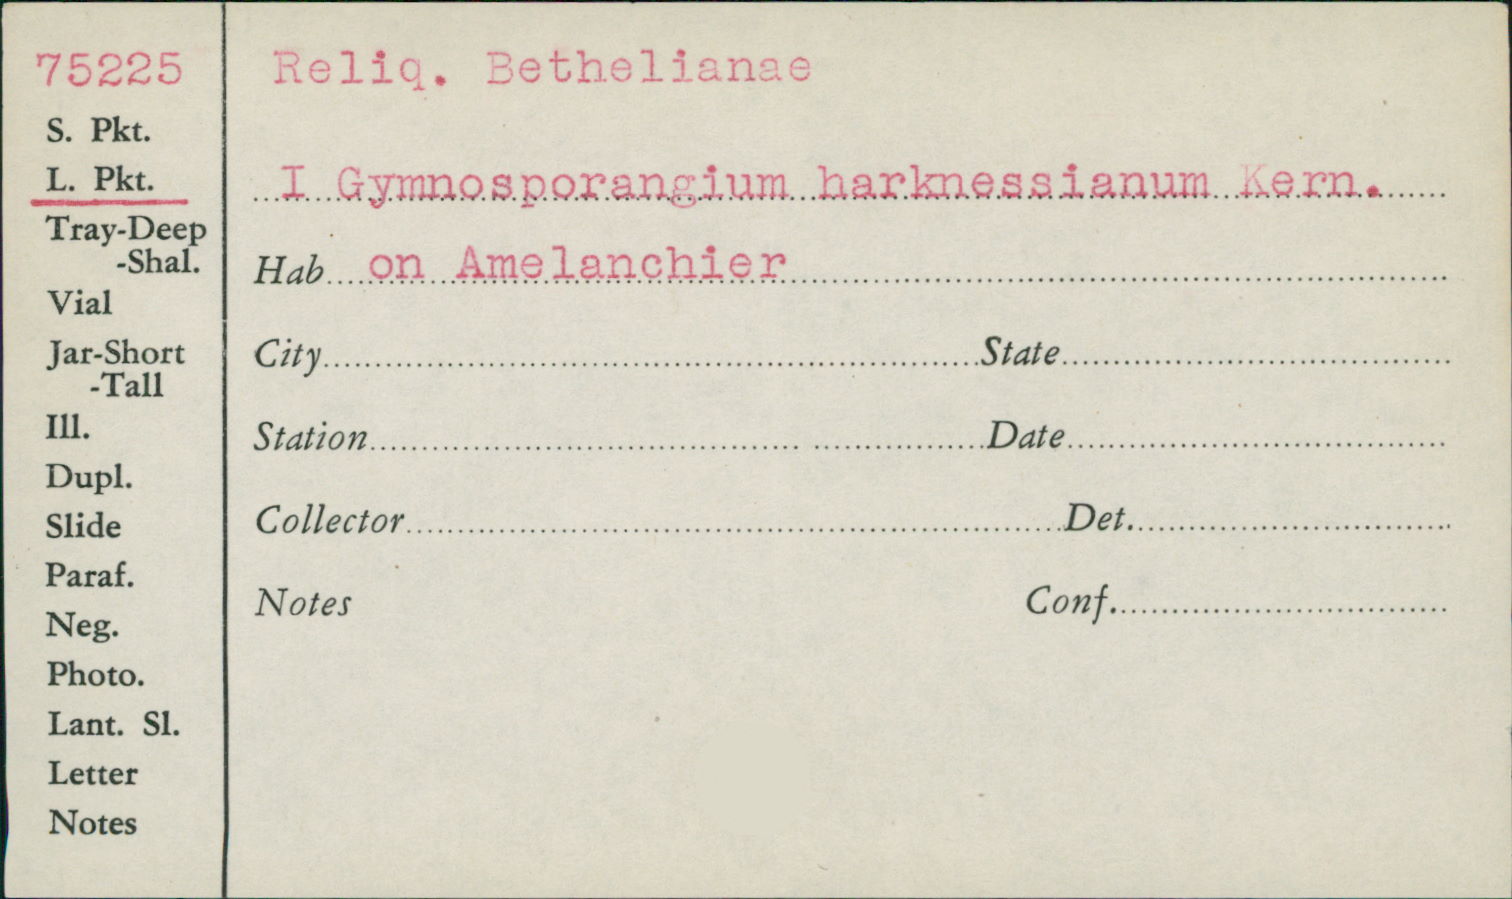 75225
Reliq. Bethelianae
S. Pkt.
L. Pkt.
I Gymnosporangium harknessianum Kern.
Tray-Deep
-Shal.
Hab on Amelanchier
Vial
Jar-Short
-Tall
City State
Ill.
Station Date
Dupl.
Slide
Collector Det.
Paraf.
Notes Conf.
Neg.
Photo.
Lant. Sl.
Letter
Notes